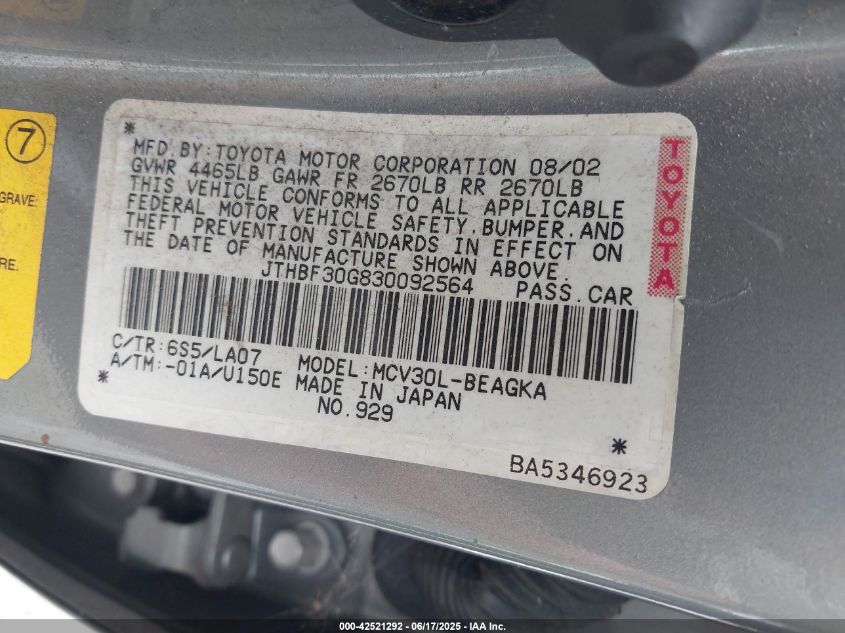 7
GRAVE:
RE.
*
MFD BY: TOYOTA MOTOR CORPORATION 08/02
GVWR 4465LB GAWR FR 2670LB RR 2670LB
THIS VEHICLE CONFORMS TO ALL APPLICABLE
FEDERAL MOTOR VEHICLE SAFETY, BUMPER, AND
THEFT PREVENTION STANDARDS IN EFFECT ON
THE DATE OF MANUFACTURE SHOWN ABOVE.
JTHBF30G830092564 PASS. CAR
TOYOTA
C/TR: 6S5/LA07 MODEL: MCV30L-BEAGKA
A/TM:-01A/U150E MADE IN JAPAN
* NO.929 *
BA5346923
000-42521292 - 06/17/2025 - IAA Inc.